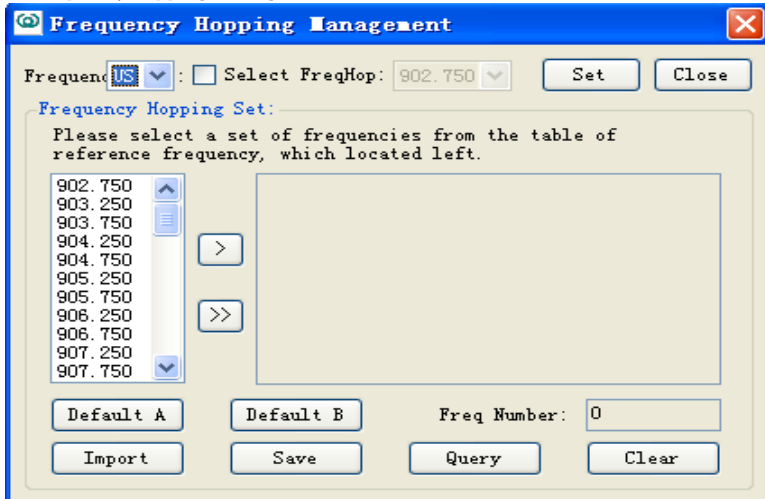 Frequency Hopping Management
Frequenc US : Select FreqHop: 902.750 Set Close
Frequency Hopping Set:
Please select a set of frequencies from the table of
reference frequency, which located left.
902.750
903.250
903.750
904.250
904.750
905.250
905.750
906.250
906.750
907.250
907.750
>
>>
Default A Default B Freq Number: 0
Import Save Query Clear